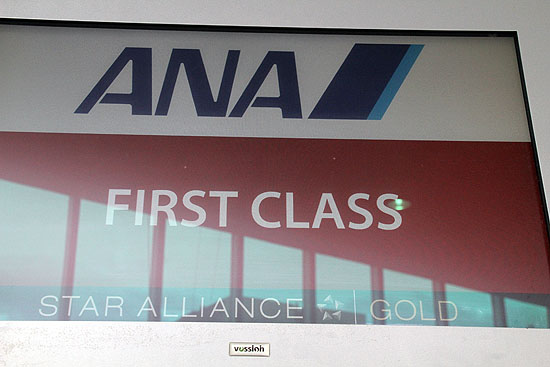 ANA
FIRST CLASS
STAR ALLIANCE GOLD
vossloh